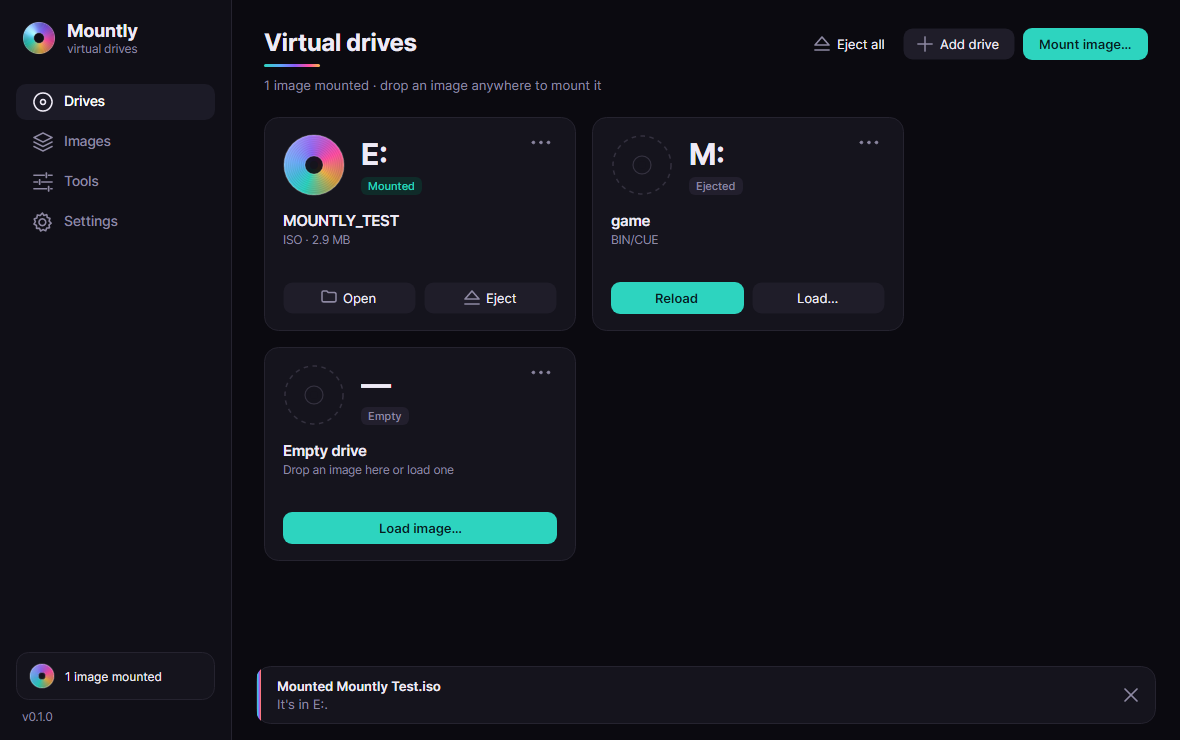 Mountly
virtual drives
Drives
Images
Tools
Settings
1 image mounted
v0.1.0
Virtual drives
1 image mounted · drop an image anywhere to mount it
Eject all
Add drive
Mount image...
E:
Mounted
MOUNTLY_TEST
ISO · 2.9 MB
Open
Eject
M:
Ejected
game
BIN/CUE
Reload
Load...
—
Empty
Empty drive
Drop an image here or load one
Load image...
Mounted Mountly Test.iso
It's in E:.